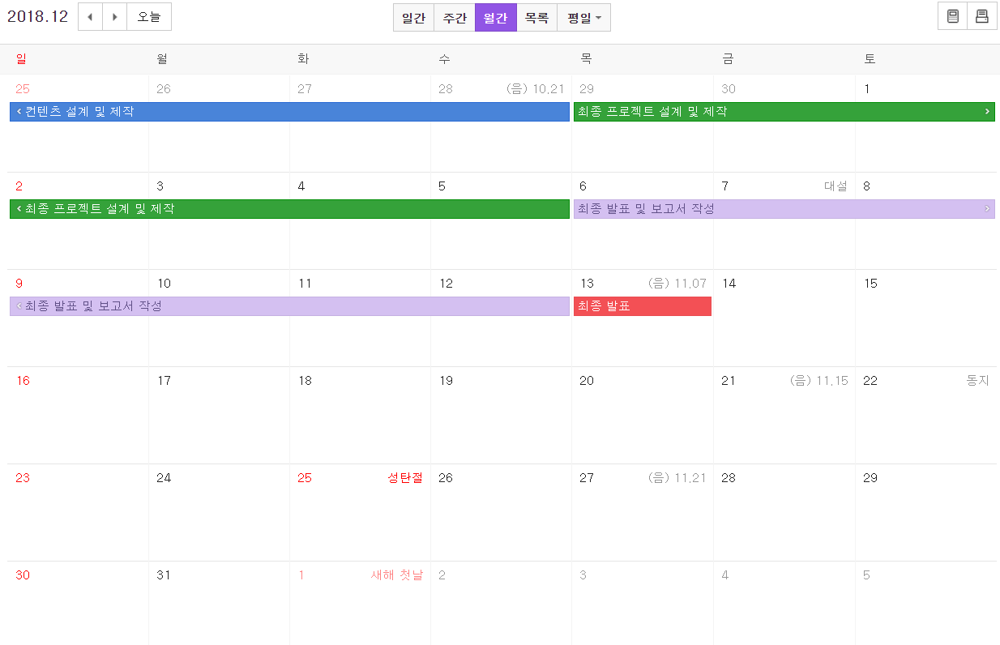 2018.12 오늘 일간 주간 월간 목록 평일
일 월 화 수 목 금 토
25 26 27 28 (음) 10.21 29 30 1
컨텐츠 설계 및 제작 최종 프로젝트 설계 및 제작
2 3 4 5 6 7 대설 8
최종 프로젝트 설계 및 제작 최종 발표 및 보고서 작성
9 10 11 12 13 (음) 11.07 14 15
최종 발표 및 보고서 작성 최종 발표
16 17 18 19 20 21 (음) 11.15 22 동지
23 24 25 성탄절 26 27 (음) 11.21 28 29
30 31 1 새해 첫날 2 3 4 5